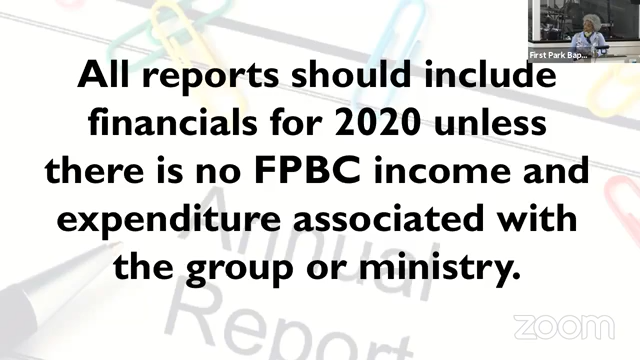 First Park Bap...
All reports should include
financials for 2020 unless
there is no FPBC income and
expenditure associated with
the group or ministry.
Annual
Report
zoom